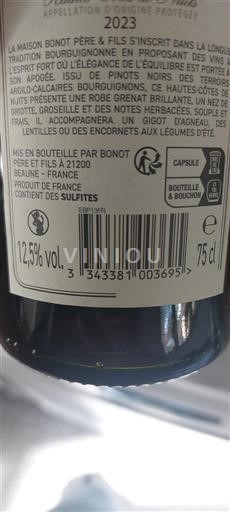 APPELLATION D'ORIGINE PROTÉGÉE
2023
LA MAISON BONOT PÈRE & FILS S'INSCRIT DANS LA LONGUE
TRADITION BOURGUIGNONNE EN PROPOSANT DES VINS À
L'ESPRIT FORT OÙ L'ÉLÉGANCE DE L'ÉQUILIBRE EST PORTÉE À
SON APOGÉE. ISSU DE PINOTS NOIRS DES TERROIRS
ARGILO-CALCAIRES BOURGUIGNONS, CE HAUTES-CÔTES DE
NUITS PRÉSENTE UNE ROBE GRENAT BRILLANTE, UN NEZ DE
GRIOTTE, GROSEILLE ET DES NOTES HERBACÉES. SOUPLE ET
FRAIS, IL ACCOMPAGNERA UN GIGOT D'AGNEAU, DES
LENTILLES OU DES ENCORNETS AUX LÉGUMES D'ÉTÉ.
MIS EN BOUTEILLE PAR BONOT
PÈRE ET FILS À 21200
BEAUNE - FRANCE
PRODUIT DE FRANCE
CONTIENT DES SULFITES
CAPSULE
BOUTEILLE
& BOUCHON
EBP13FR
12,5% vol.
3 343381 003695
e
75 cl
VINIOU